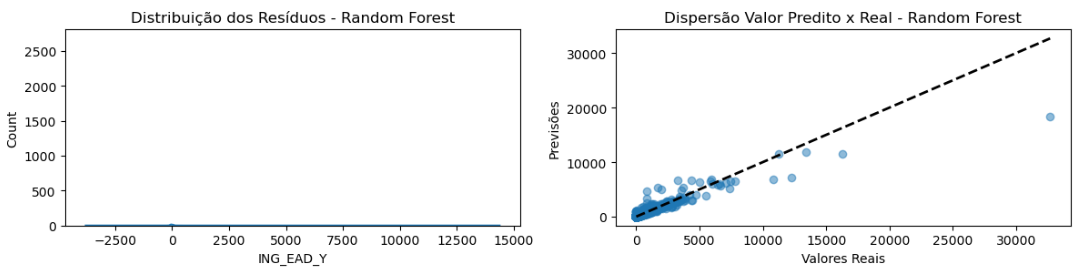 Distribuição dos Resíduos - Random Forest
Count
2500
2000
1500
1000
500
0
−2500 0 2500 5000 7500 10000 12500 15000
ING_EAD_Y
Dispersão Valor Predito x Real - Random Forest
Previsões
30000
20000
10000
0
0 5000 10000 15000 20000 25000 30000
Valores Reais